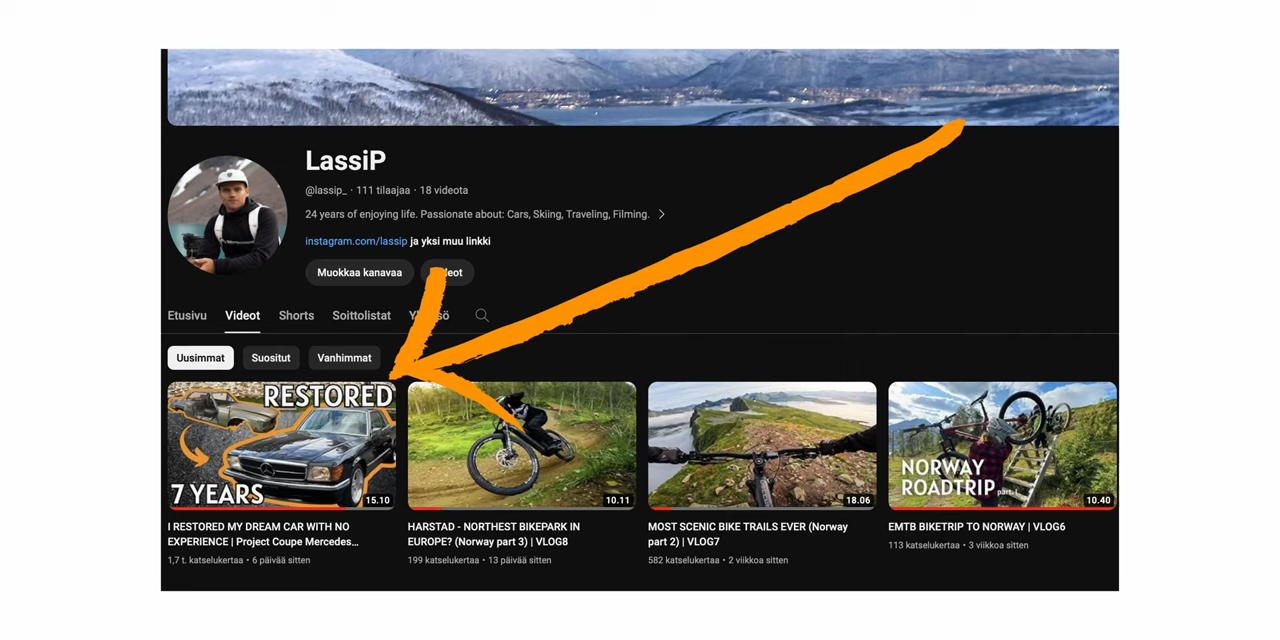 LassiP
@lassip_ · 111 tilaajaa · 18 videota
24 years of enjoying life. Passionate about: Cars, Skiing, Traveling, Filming.
instagram.com/lassip ja yksi muu linkki
Muokkaa kanavaa
Etusivu Videot Shorts Soittolistat
Uusimmat Suositut Vanhimmat
RESTORED
7 YEARS
15.10
10.11
18.06
NORWAY
ROADTRIP part. 1
10.40
I RESTORED MY DREAM CAR WITH NO
EXPERIENCE | Project Coupe Mercedes...
1,7 t. katselukertaa • 6 päivää sitten
HARSTAD - NORTHEST BIKEPARK IN
EUROPE? (Norway part 3) | VLOG8
199 katselukertaa • 13 päivää sitten
MOST SCENIC BIKE TRAILS EVER (Norway
part 2) | VLOG7
582 katselukertaa • 2 viikkoa sitten
EMTB BIKETRIP TO NORWAY | VLOG6
113 katselukertaa • 3 viikkoa sitten